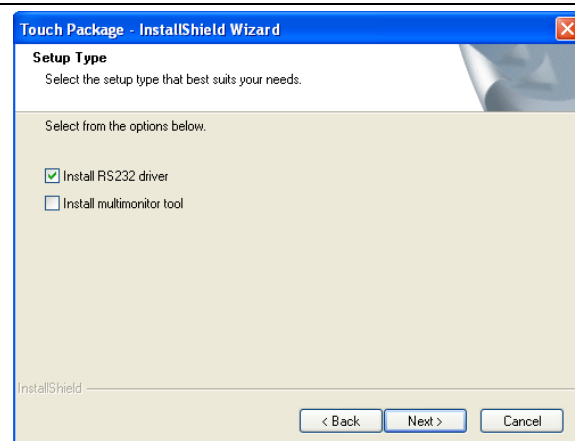 Touch Package - InstallShield Wizard
Setup Type
Select the setup type that best suits your needs.
Select from the options below.
Install RS232 driver
Install multimonitor tool
InstallShield
< Back Next > Cancel